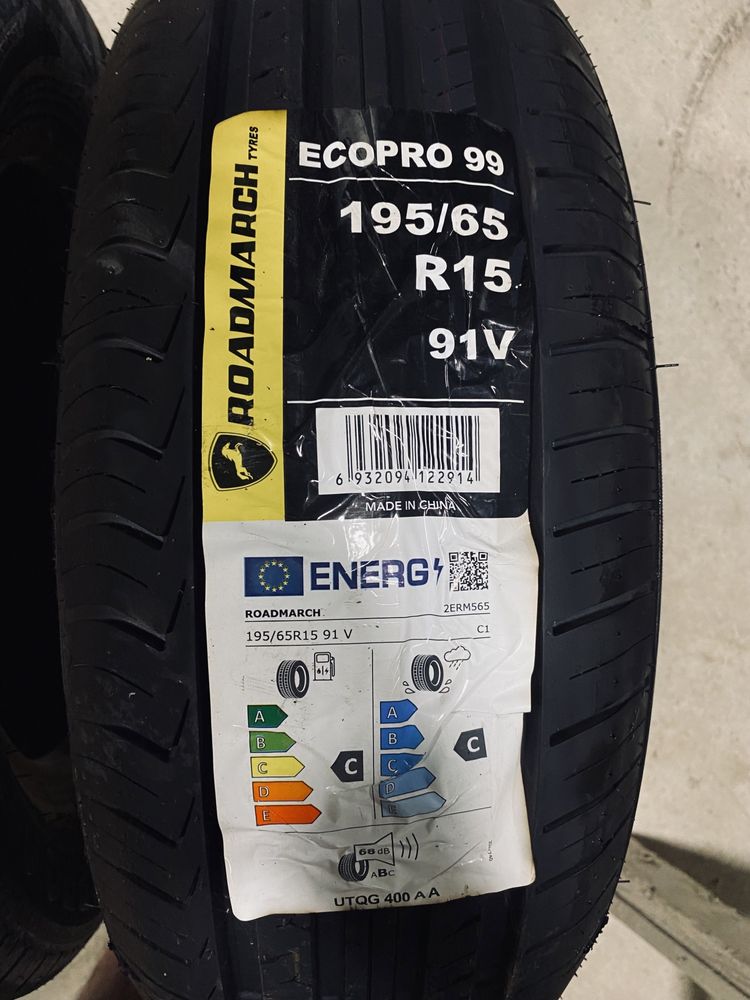 ROADMARCH TYRES
ECOPRO 99
195/65
R15
91V
6 932094 122914
MADE IN CHINA
ENERG
ROADMARCH 2ERM565
195/65R15 91 V C1
A A
B B
C C C C
D D
E E
68 dB
ABC
UTQG 400 A A